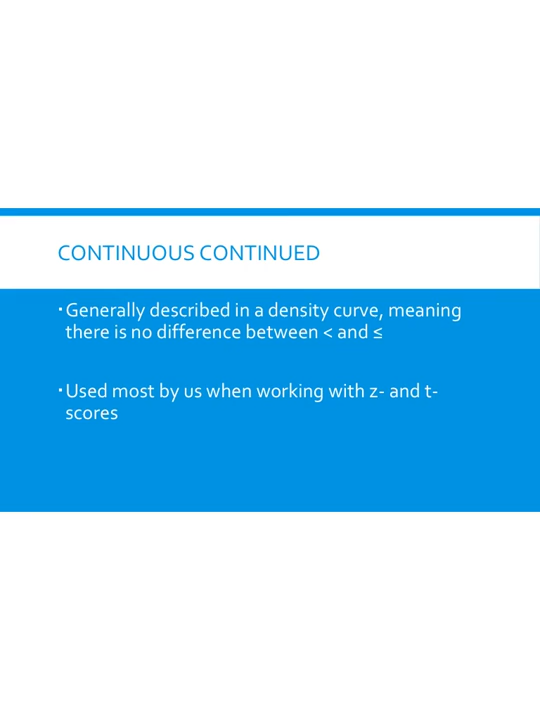 CONTINUOUS CONTINUED
▪Generally described in a density curve, meaning
there is no difference between < and ≤
▪Used most by us when working with z- and t-
scores